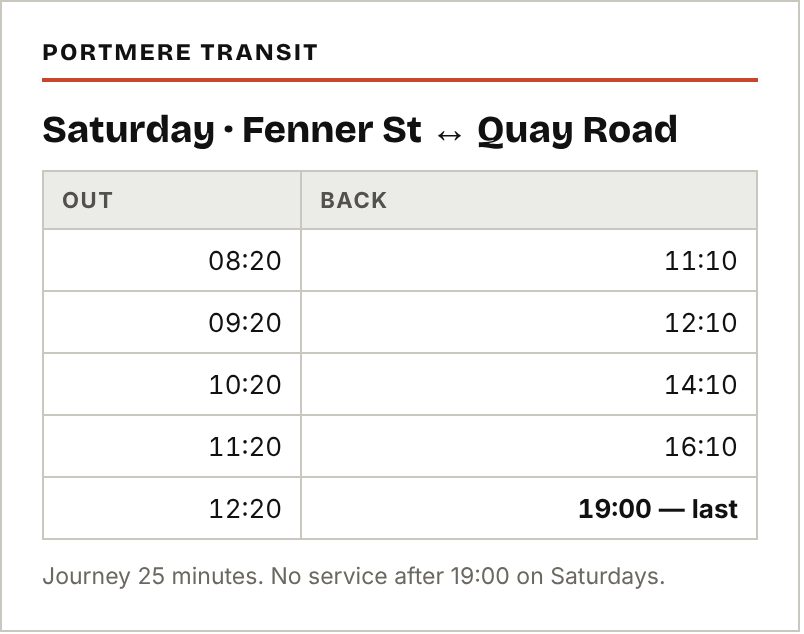 PORTMERE TRANSIT
Saturday · Fenner St ↔ Quay Road
OUT BACK
08:20 11:10
09:20 12:10
10:20 14:10
11:20 16:10
12:20 19:00 — last
Journey 25 minutes. No service after 19:00 on Saturdays.